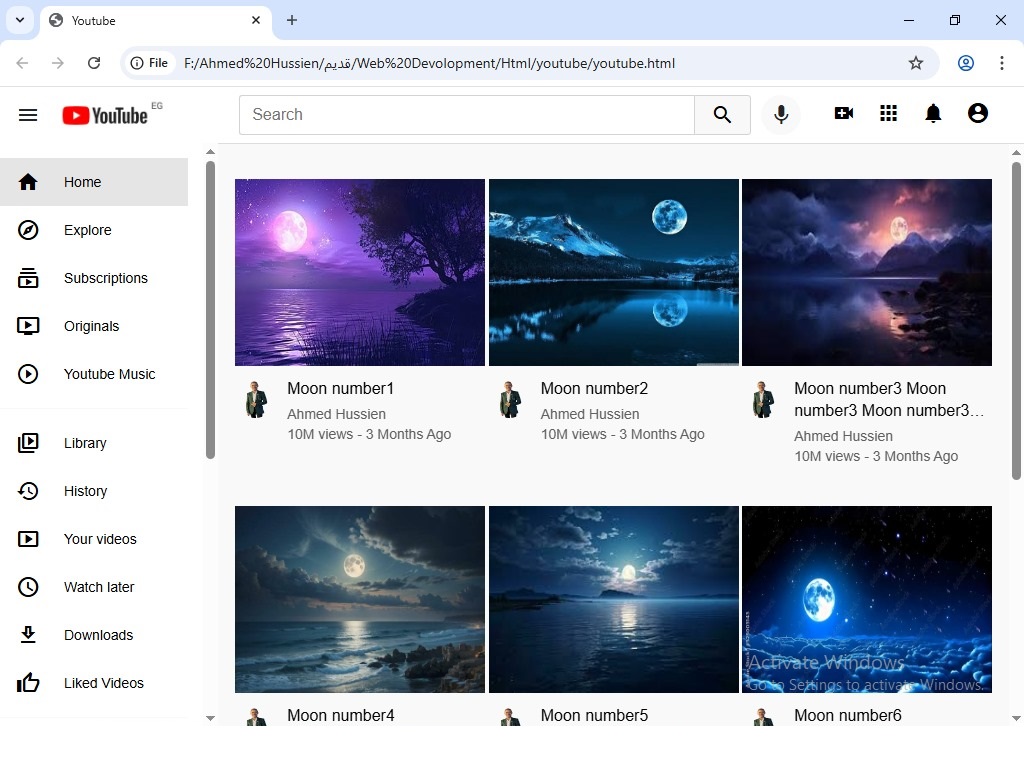 Youtube
File
F:/Ahmed%20Hussien/قديم/Web%20Devolopment/Html/youtube/youtube.html
YouTube EG
Search
Home
Explore
Subscriptions
Originals
Youtube Music
Library
History
Your videos
Watch later
Downloads
Liked Videos
Moon number1
Ahmed Hussien
10M views - 3 Months Ago
Moon number2
Ahmed Hussien
10M views - 3 Months Ago
Moon number3 Moon
number3 Moon number3…
Ahmed Hussien
10M views - 3 Months Ago
Moon number4
Moon number5
Moon number6
Activate Windows
Go to Settings to activate Windows.